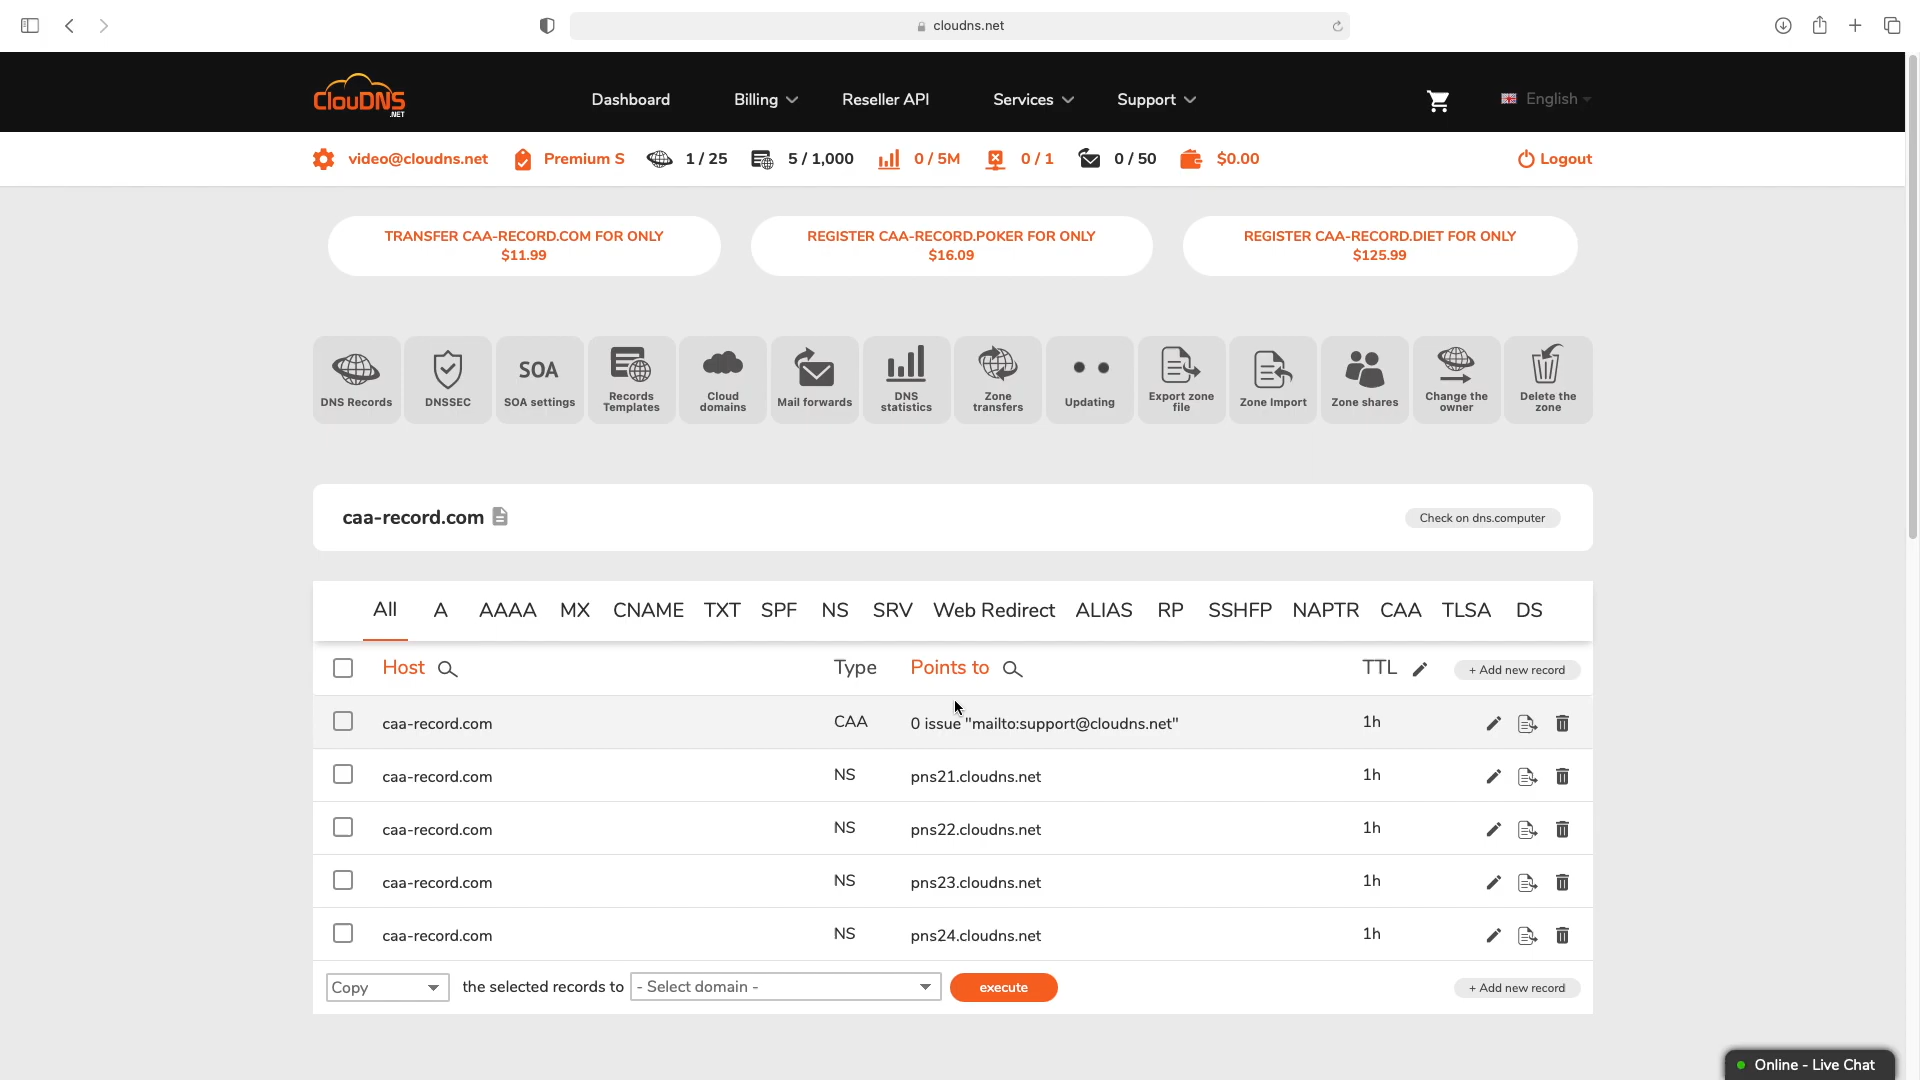 cloudns.net
ClouDNS
.NET
Dashboard Billing Reseller API Services Support English
video@cloudns.net Premium S 1 / 25 5 / 1,000 0 / 5M 0 / 1 0 / 50 $0.00 Logout
TRANSFER CAA-RECORD.COM FOR ONLY
$11.99
REGISTER CAA-RECORD.POKER FOR ONLY
$16.09
REGISTER CAA-RECORD.DIET FOR ONLY
$125.99
DNS Records
DNSSEC
SOA
SOA settings
Records
Templates
Cloud
domains
Mail forwards
DNS
statistics
Zone
transfers
Updating
Export zone
file
Zone Import
Zone shares
Change the
owner
Delete the
zone
caa-record.com Check on dns.computer
All A AAAA MX CNAME TXT SPF NS SRV Web Redirect ALIAS RP SSHFP NAPTR CAA TLSA DS
Host Type Points to TTL + Add new record
caa-record.com CAA 0 issue "mailto:support@cloudns.net" 1h
caa-record.com NS pns21.cloudns.net 1h
caa-record.com NS pns22.cloudns.net 1h
caa-record.com NS pns23.cloudns.net 1h
caa-record.com NS pns24.cloudns.net 1h
Copy the selected records to - Select domain - execute + Add new record
Online - Live Chat